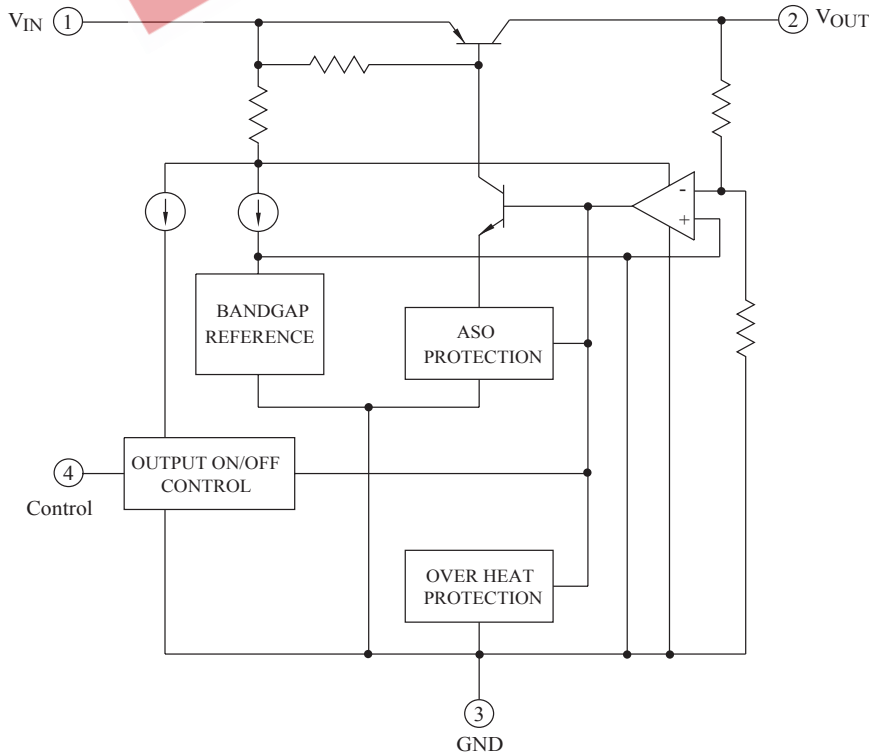 VIN 1
2 VOUT
-
+
BANDGAP
REFERENCE
ASO
PROTECTION
4
Control
OUTPUT ON/OFF
CONTROL
OVER HEAT
PROTECTION
3
GND